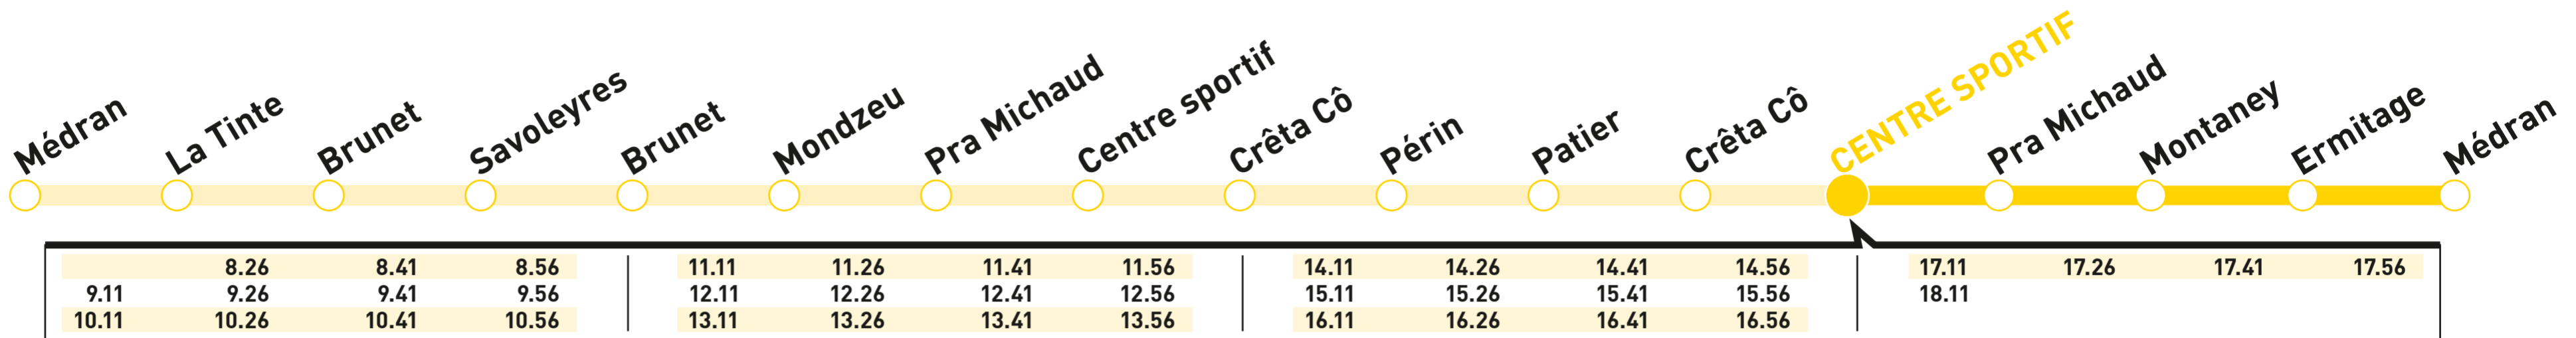 Médran
La Tinte
Brunet
Savoleyres
Brunet
Mondzeu
Pra Michaud
Centre sportif
Crêta Cô
Périn
Patier
Crêta Cô
CENTRE SPORTIF
Pra Michaud
Montaney
Ermitage
Médran
8.26 8.41 8.56 11.11 11.26 11.41 11.56 14.11 14.26 14.41 14.56 17.11 17.26 17.41 17.56
9.11 9.26 9.41 9.56 12.11 12.26 12.41 12.56 15.11 15.26 15.41 15.56 18.11
10.11 10.26 10.41 10.56 13.11 13.26 13.41 13.56 16.11 16.26 16.41 16.56